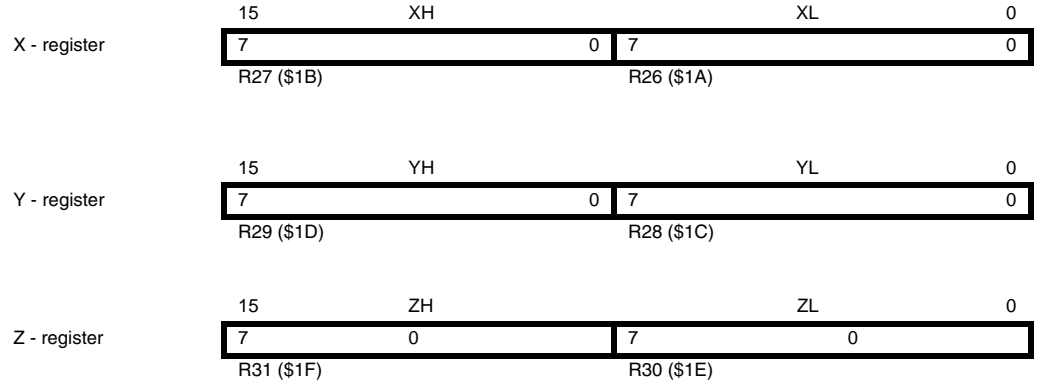 15 XH XL 0
X - register 7 0 7 0
R27 ($1B) R26 ($1A)
15 YH YL 0
Y - register 7 0 7 0
R29 ($1D) R28 ($1C)
15 ZH ZL 0
Z - register 7 0 7 0
R31 ($1F) R30 ($1E)